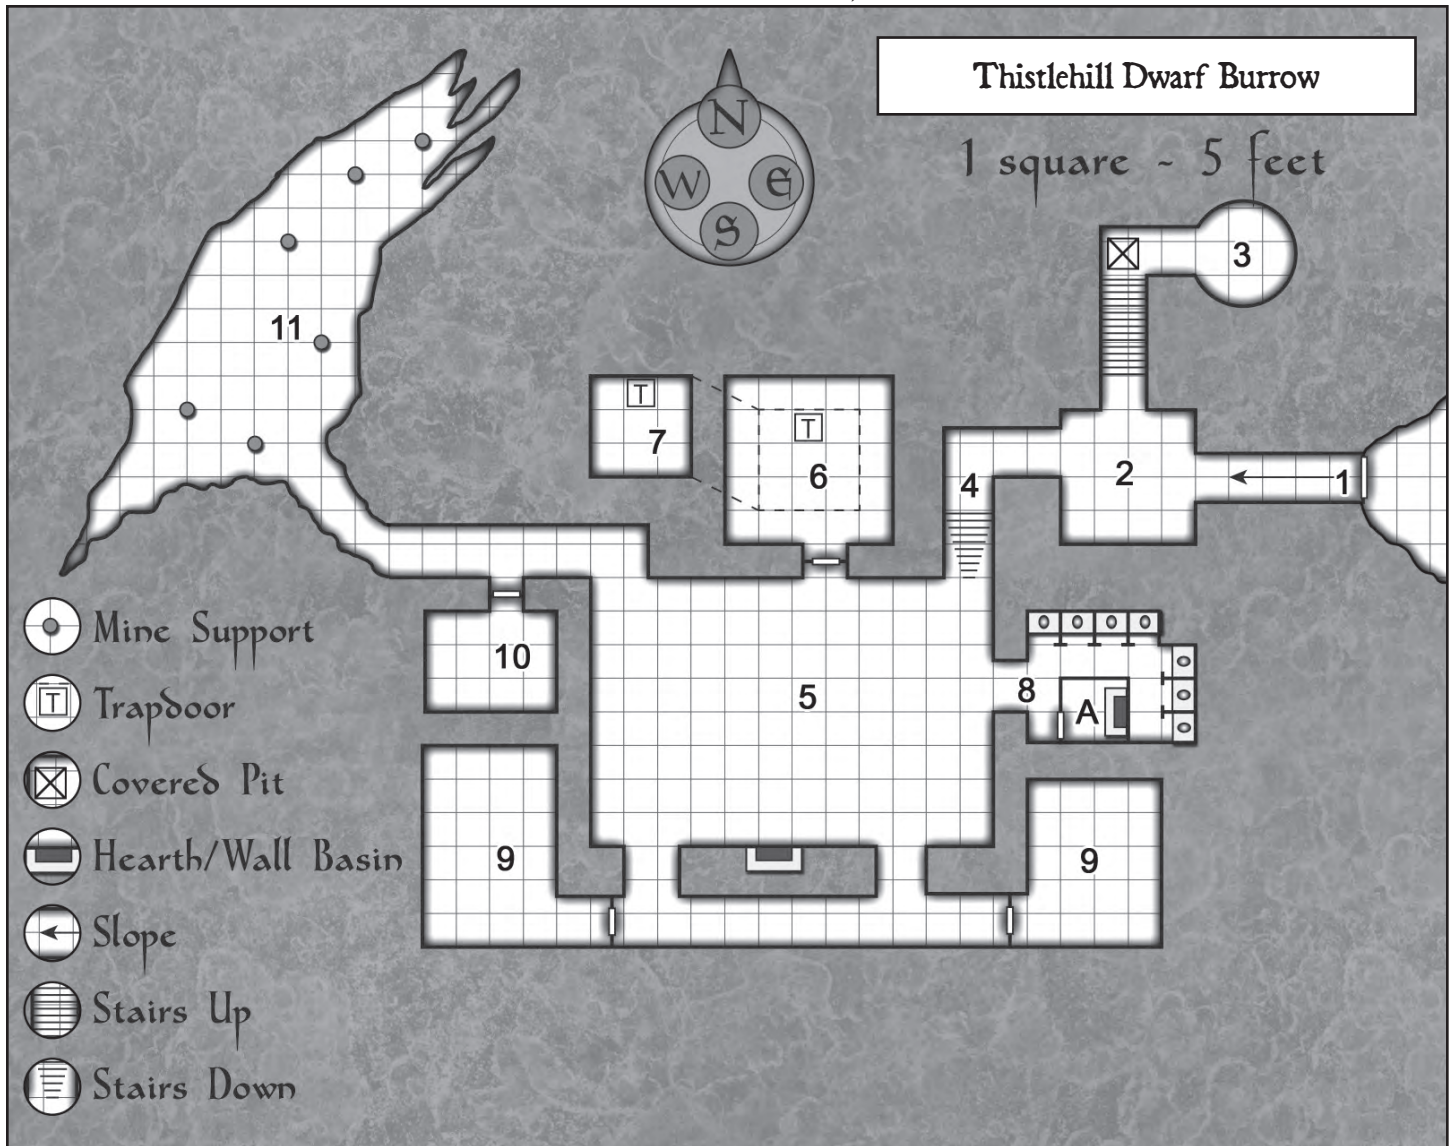 Thistlehill Dwarf Burrow
1 square - 5 feet
N
W E
S
3
11
T
7
T
6
4
2
1
10
5
8
A
9
9
Mine Support
T Trapdoor
Covered Pit
Hearth/Wall Basin
Slope
Stairs Up
Stairs Down